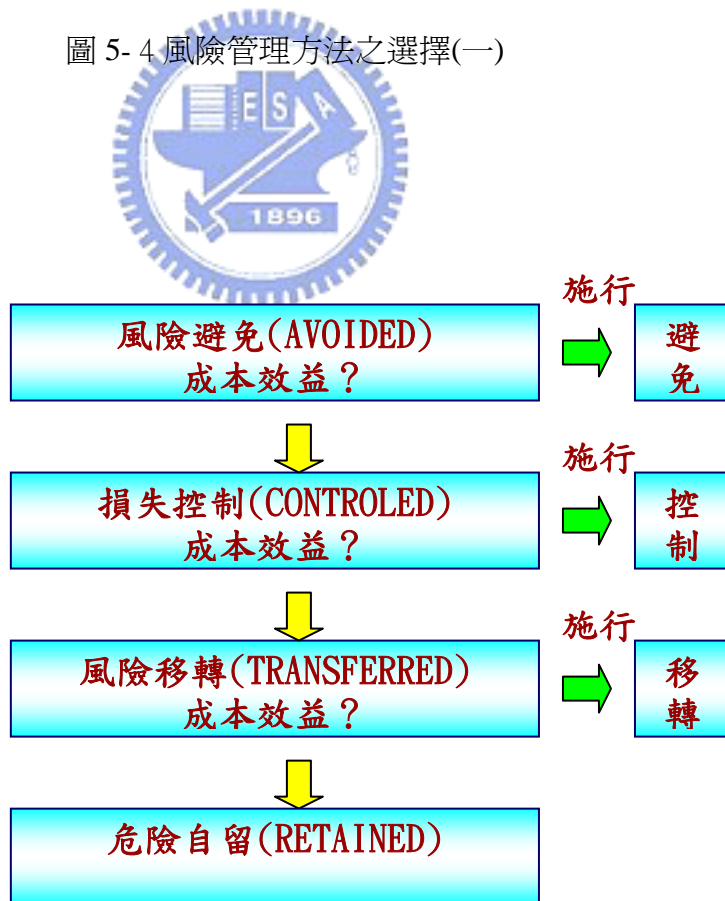 圖 5- 4 風險管理方法之選擇(一)
E S A
1896
施行
風險避免(AVOIDED)
成本效益？
避
免
施行
損失控制(CONTROLED)
成本效益？
控
制
施行
風險移轉(TRANSFERRED)
成本效益？
移
轉
危險自留(RETAINED)